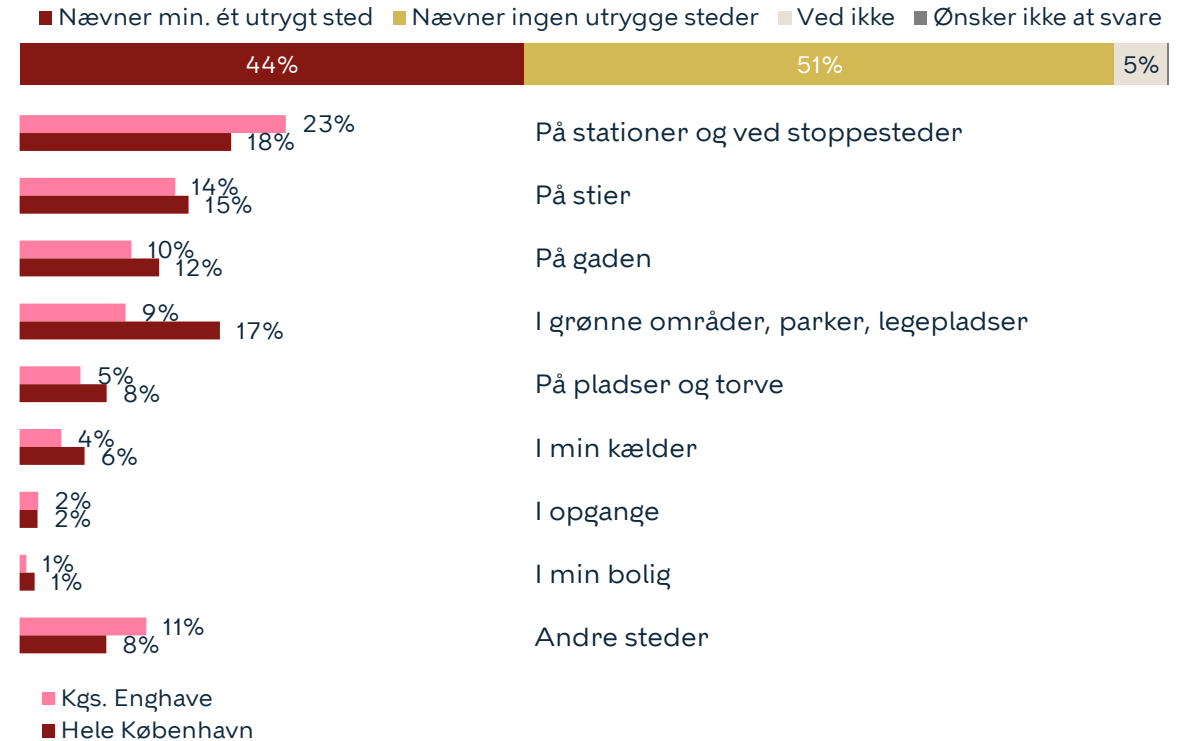 Nævner min. ét utrygt sted Nævner ingen utrygge steder Ved ikke Ønsker ikke at svare
44% 51% 5%
23%
18% På stationer og ved stoppesteder
14%
15% På stier
10%
12% På gaden
9%
17% I grønne områder, parker, legepladser
5%
8% På pladser og torve
4%
6% I min kælder
2%
2% I opgange
1%
1% I min bolig
11%
8% Andre steder
Kgs. Enghave
Hele København